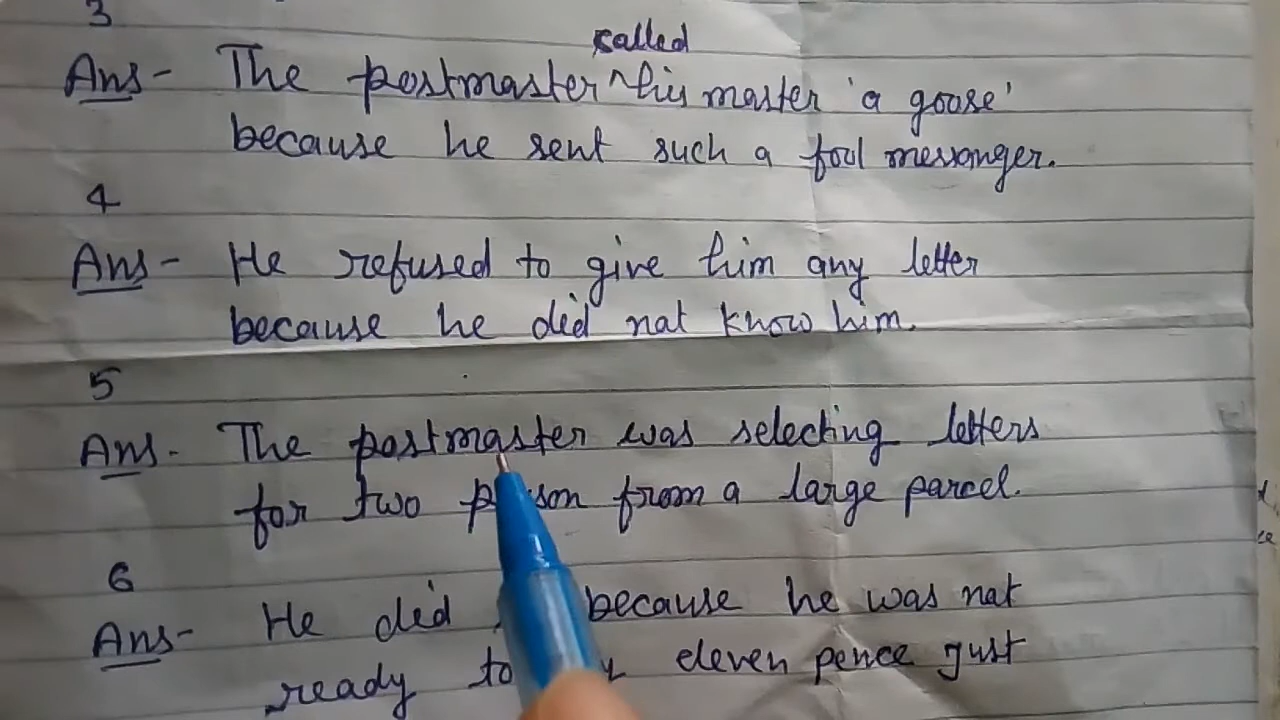 3
called
Ans- The postmaster ^ his master 'a goose'
because he sent such a foul messanger.
4
Ans- He refused to give him any letter
because he did not know him.
5
Ans- The postmaster was selecting letters
for two from a large parcel.
6
Ans- He did because he was not
ready to eleven pence just